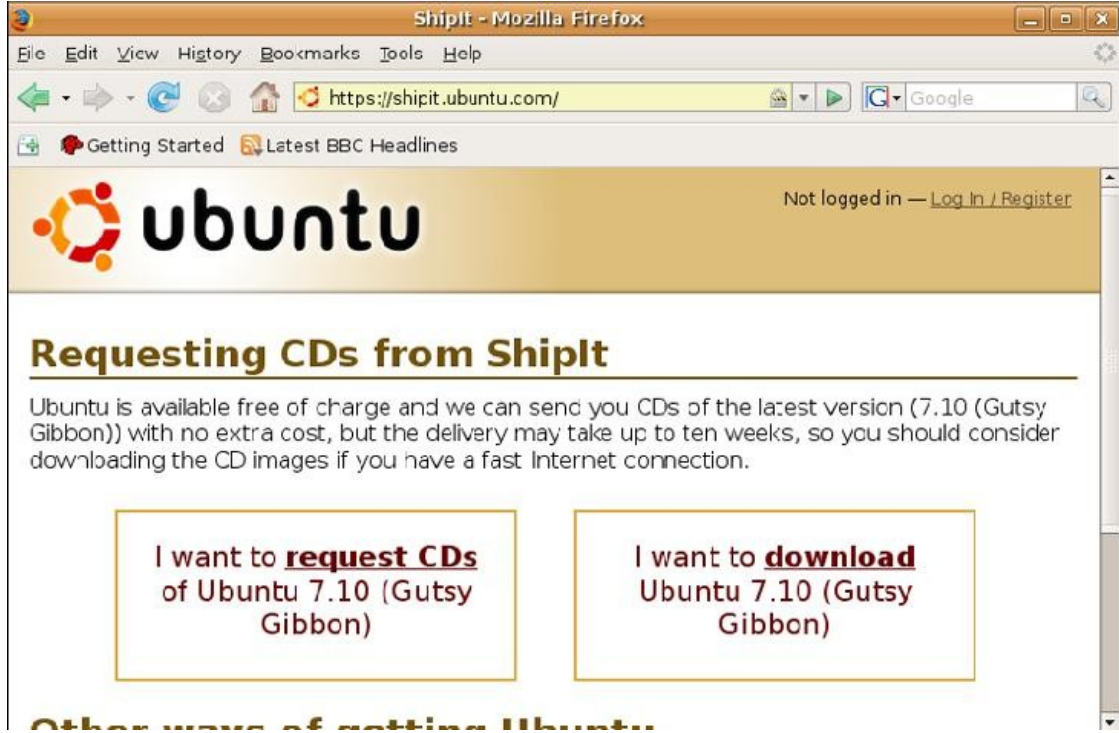 ShipIt - Mozilla Firefox
File Edit View History Bookmarks Tools Help
https://shipit.ubuntu.com/
G Google
Getting Started Latest BBC Headlines
ubuntu
Not logged in — Log In / Register
Requesting CDs from ShipIt
Ubuntu is available free of charge and we can send you CDs of the latest version (7.10 (Gutsy
Gibbon)) with no extra cost, but the delivery may take up to ten weeks, so you should consider
downloading the CD images if you have a fast Internet connection.
I want to request CDs
of Ubuntu 7.10 (Gutsy
Gibbon)
I want to download
Ubuntu 7.10 (Gutsy
Gibbon)
Other ways of getting Ubuntu